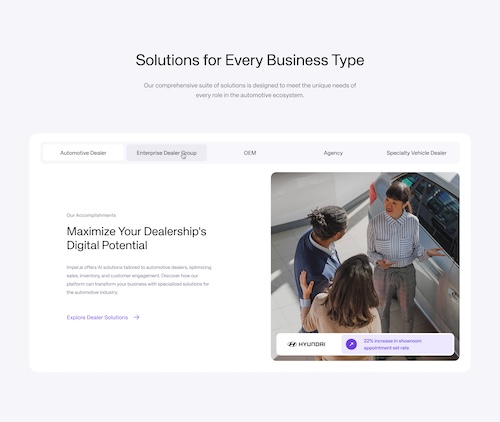 Solutions for Every Business Type
Our comprehensive suite of solutions is designed to meet the unique needs of
every role in the automotive ecosystem.
Automotive Dealer
Enterprise Dealer Group
OEM
Agency
Specialty Vehicle Dealer
Our Accomplishments
Maximize Your Dealership's
Digital Potential
Impel.ai offers AI solutions tailored to automotive dealers, optimizing
sales, inventory, and customer engagement. Discover how our
platform can transform your business with specialized solutions for
the automotive industry.
Explore Dealer Solutions
HYUNDAI
22% increase in showroom
appointment set rate.